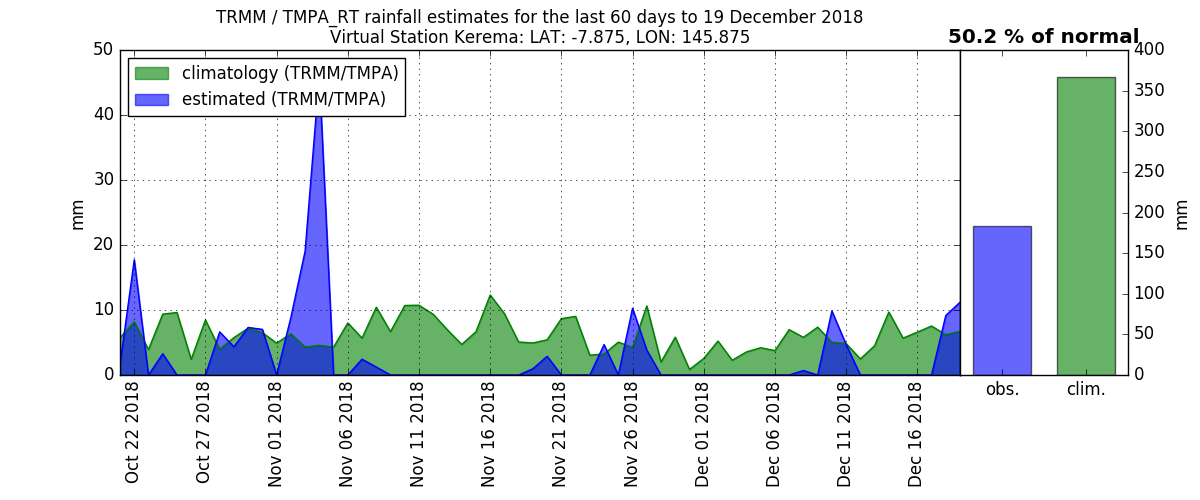 TRMM / TMPA_RT rainfall estimates for the last 60 days to 19 December 2018
Virtual Station Kerema: LAT: -7.875, LON: 145.875
50.2 % of normal
climatology (TRMM/TMPA)
estimated (TRMM/TMPA)
mm
50
40
30
20
10
0
Oct 22 2018
Oct 27 2018
Nov 01 2018
Nov 06 2018
Nov 11 2018
Nov 16 2018
Nov 21 2018
Nov 26 2018
Dec 01 2018
Dec 06 2018
Dec 11 2018
Dec 16 2018
obs.
clim.
400
350
300
250
200
150
100
50
0
mm